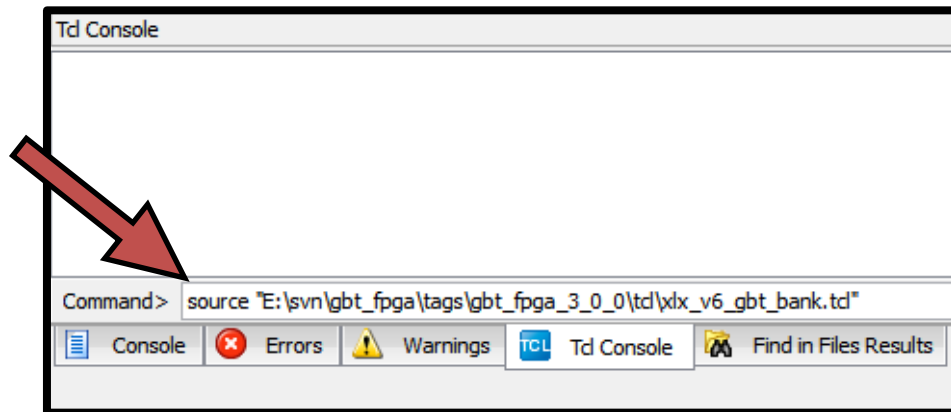 Tcl Console
Command> source "E:\svn\gbt_fpga\tags\gbt_fpga_3_0_0\tcl\xlx_v6_gbt_bank.tcl"
Console Errors Warnings TCL Tcl Console Find in Files Results